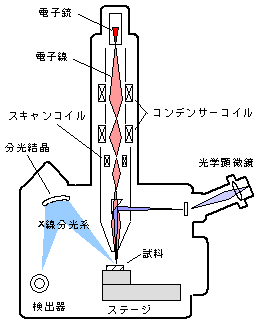 電子銃
電子線
スキャンコイル
コンデンサーコイル
分光結晶
光学顕微鏡
X線分光系
試料
検出器
ステージ